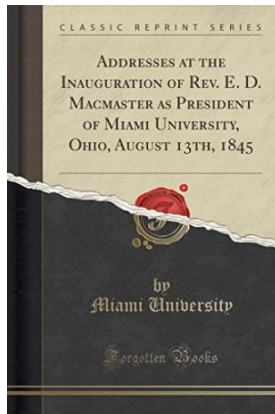 CLASSIC REPRINT SERIES
ADDRESSES AT THE
INAUGURATION OF REV. E. D.
MACMASTER AS PRESIDENT
OF MIAMI UNIVERSITY,
OHIO, AUGUST 13TH, 1845
by
Miami University
Forgotten Books